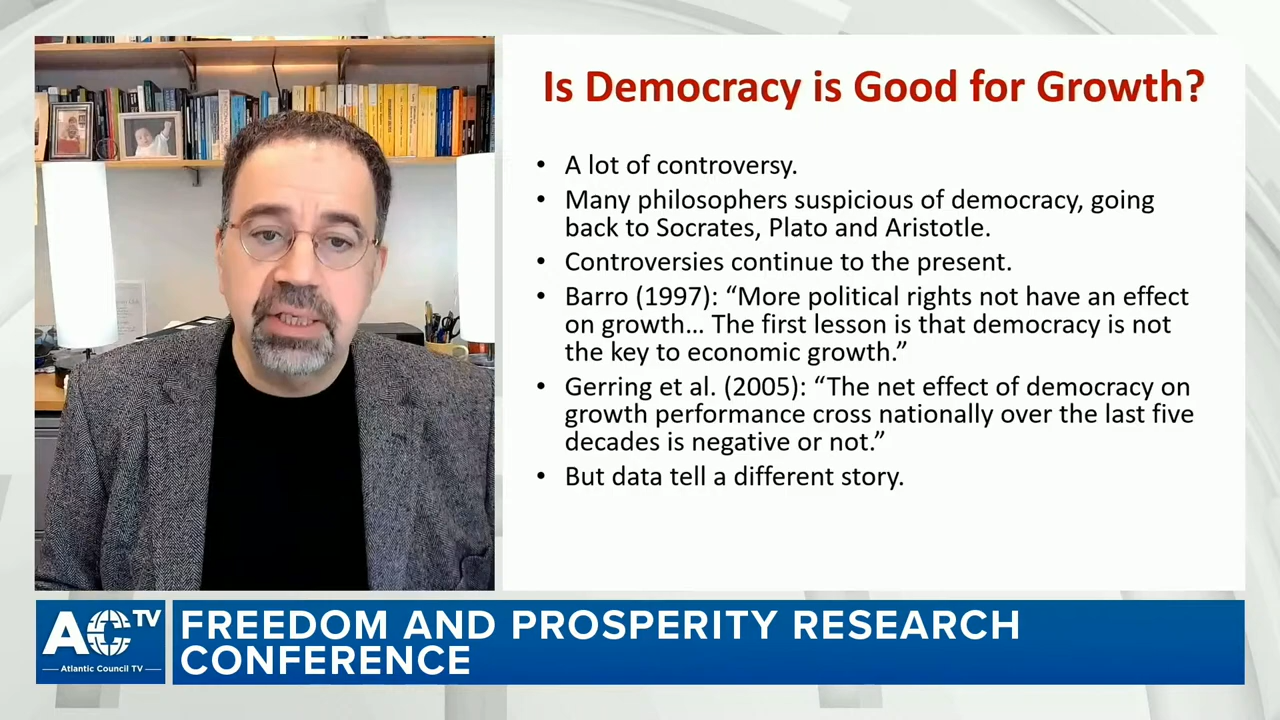 Is Democracy is Good for Growth?
• A lot of controversy.
• Many philosophers suspicious of democracy, going
back to Socrates, Plato and Aristotle.
• Controversies continue to the present.
• Barro (1997): “More political rights not have an effect
on growth… The first lesson is that democracy is not
the key to economic growth.”
• Gerring et al. (2005): “The net effect of democracy on
growth performance cross nationally over the last five
decades is negative or not.”
• But data tell a different story.
AC TV
Atlantic Council TV
FREEDOM AND PROSPERITY RESEARCH
CONFERENCE